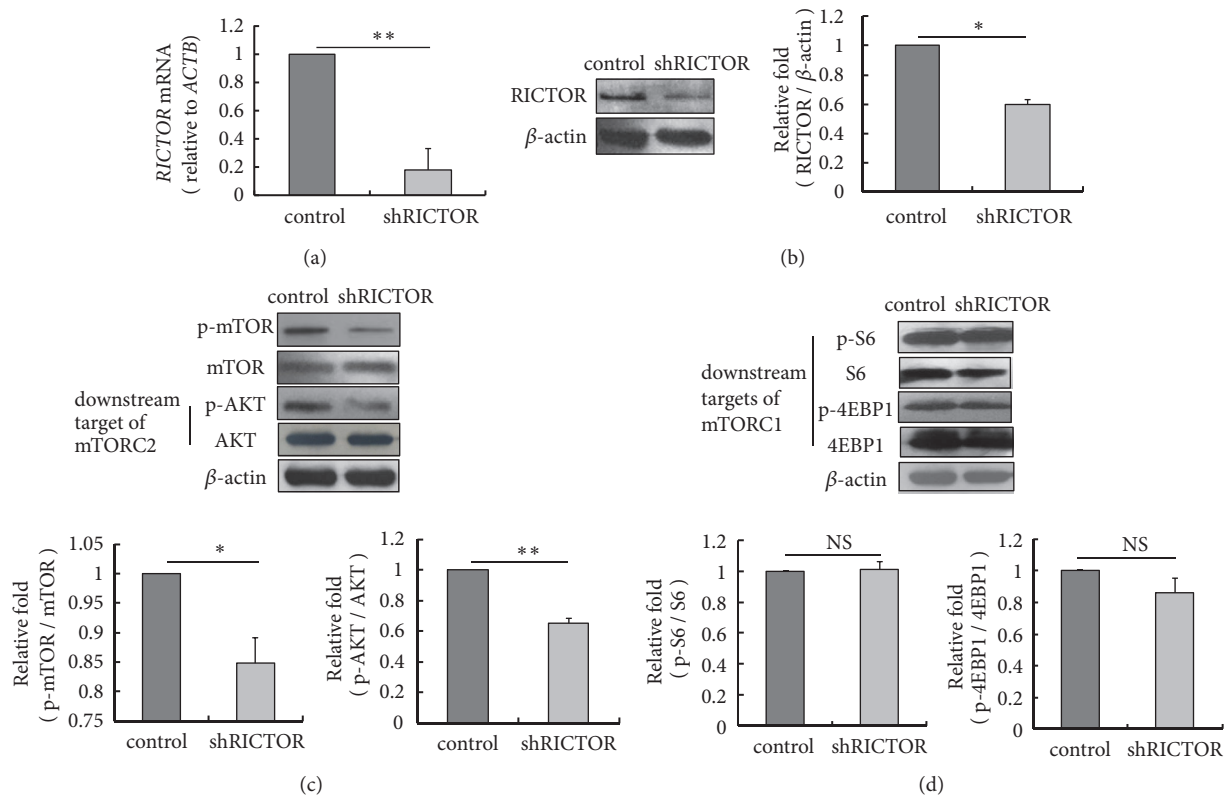 1.2
1
0.8
0.6
0.4
0.2
0
RICTOR mRNA
( relative to ACTB )
**
control
shRICTOR
(a)
control shRICTOR
RICTOR
β-actin
1.2
1
0.8
0.6
0.4
0.2
0
Relative fold
( RICTOR / β-actin )
*
control
shRICTOR
(b)
control shRICTOR
p-mTOR
mTOR
p-AKT
AKT
β-actin
downstream
target of
mTORC2
1.05
1
0.95
0.9
0.85
0.8
0.75
Relative fold
( p-mTOR / mTOR )
*
control
shRICTOR
1.2
1
0.8
0.6
0.4
0.2
0
Relative fold
( p-AKT / AKT )
**
control
shRICTOR
(c)
control shRICTOR
p-S6
S6
p-4EBP1
4EBP1
β-actin
downstream
targets of
mTORC1
1.2
1
0.8
0.6
0.4
0.2
0
Relative fold
( p-S6 / S6 )
NS
control
shRICTOR
1.2
1
0.8
0.6
0.4
0.2
0
Relative fold
( p-4EBP1 / 4EBP1 )
NS
control
shRICTOR
(d)